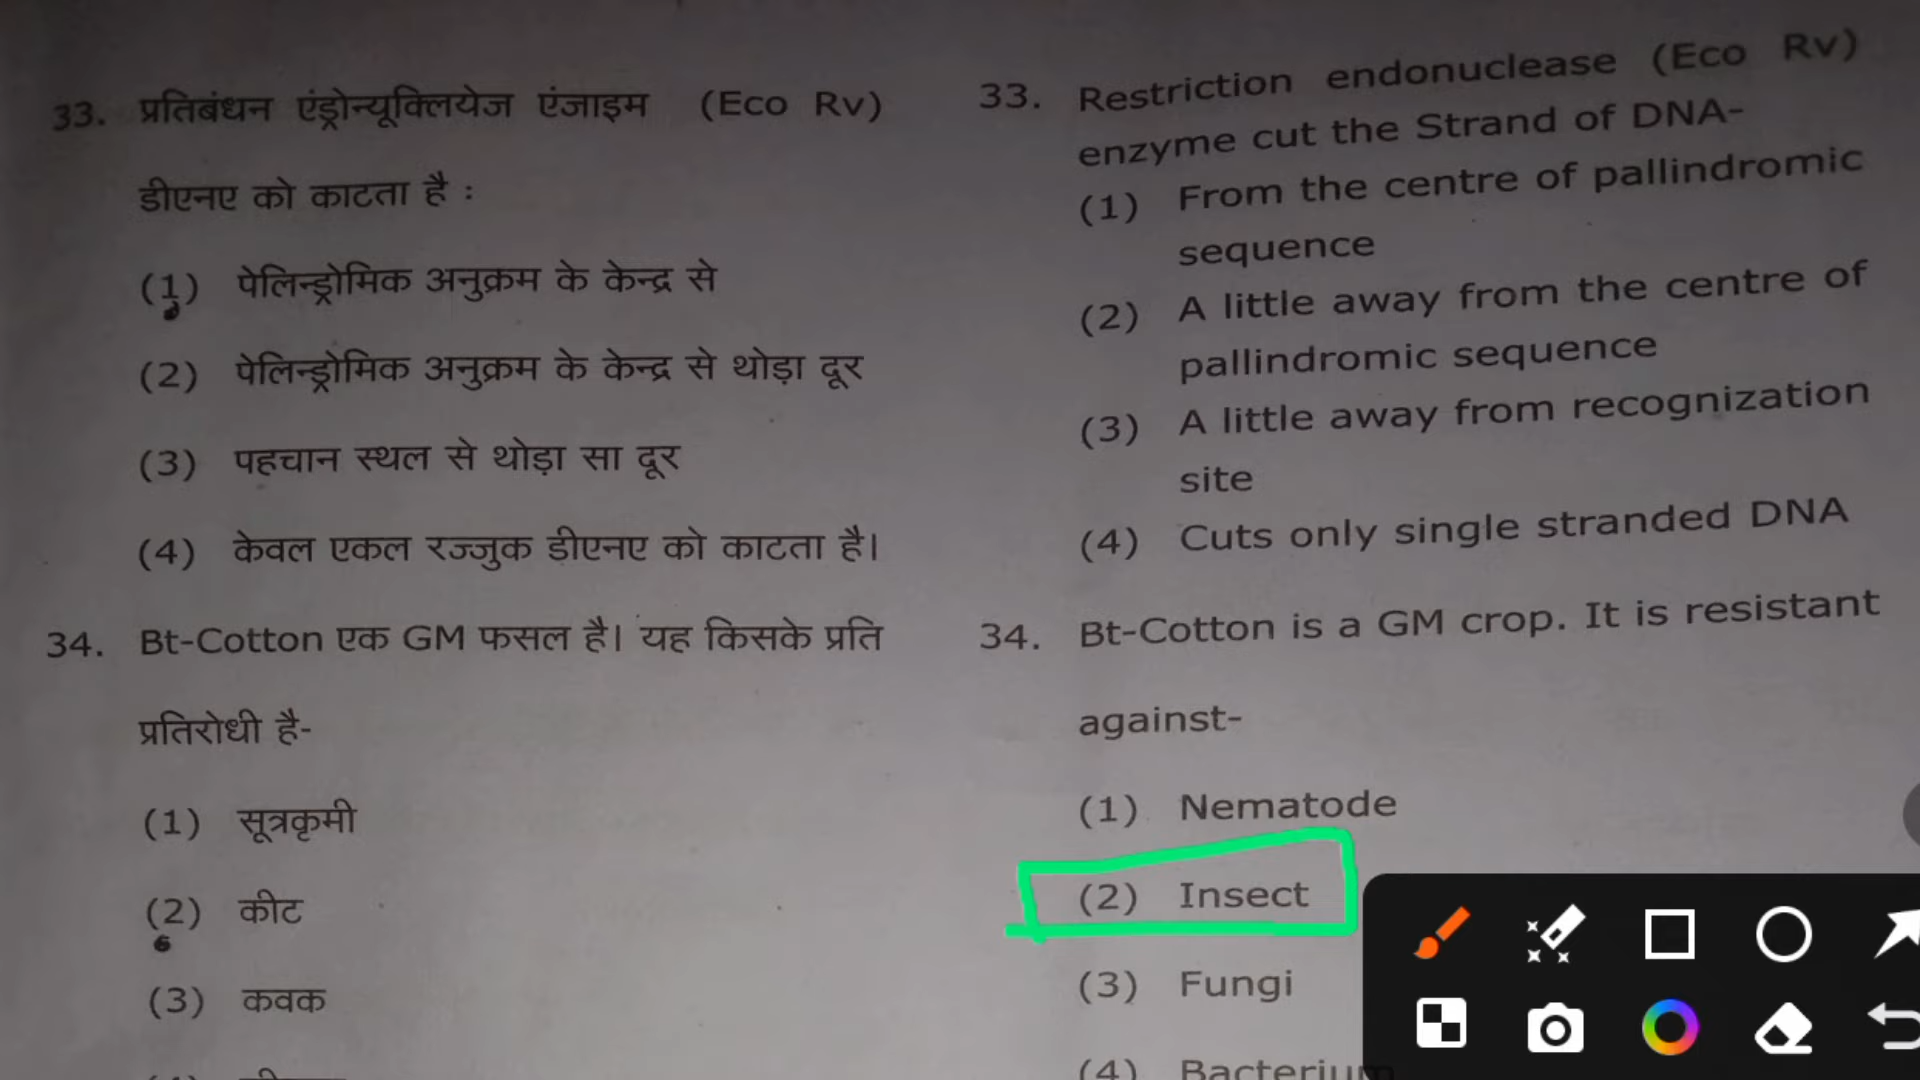 33. प्रतिबंधन एंड्रोन्यूक्लियेज एंजाइम (Eco Rv)
डीएनए को काटता है :
(1) पेलिन्ड्रोमिक अनुक्रम के केन्द्र से
(2) पेलिन्ड्रोमिक अनुक्रम के केन्द्र से थोड़ा दूर
(3) पहचान स्थल से थोड़ा सा दूर
(4) केवल एकल रज्जुक डीएनए को काटता है।
34. Bt-Cotton एक GM फसल है। यह किसके प्रति
प्रतिरोधी है-
(1) सूत्रकृमी
(2) कीट
(3) कवक
33. Restriction endonuclease (Eco Rv)
enzyme cut the Strand of DNA-
(1) From the centre of pallindromic
sequence
(2) A little away from the centre of
pallindromic sequence
(3) A little away from recognization
site
(4) Cuts only single stranded DNA
34. Bt-Cotton is a GM crop. It is resistant
against-
(1) Nematode
(2) Insect
(3) Fungi
(4) Bacterium